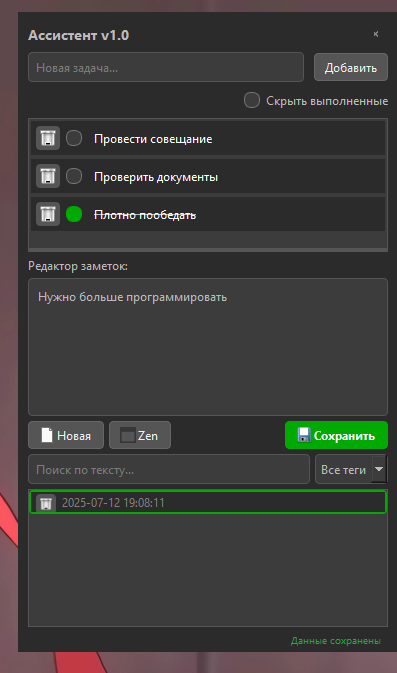 Ассистент v1.0
Новая задача...
Добавить
Скрыть выполненные
Провести совещание
Проверить документы
Плотно пообедать
Редактор заметок:
Нужно больше программировать
Новая
Zen
Сохранить
Поиск по тексту...
Все теги
2025-07-12 19:08:11
Данные сохранены